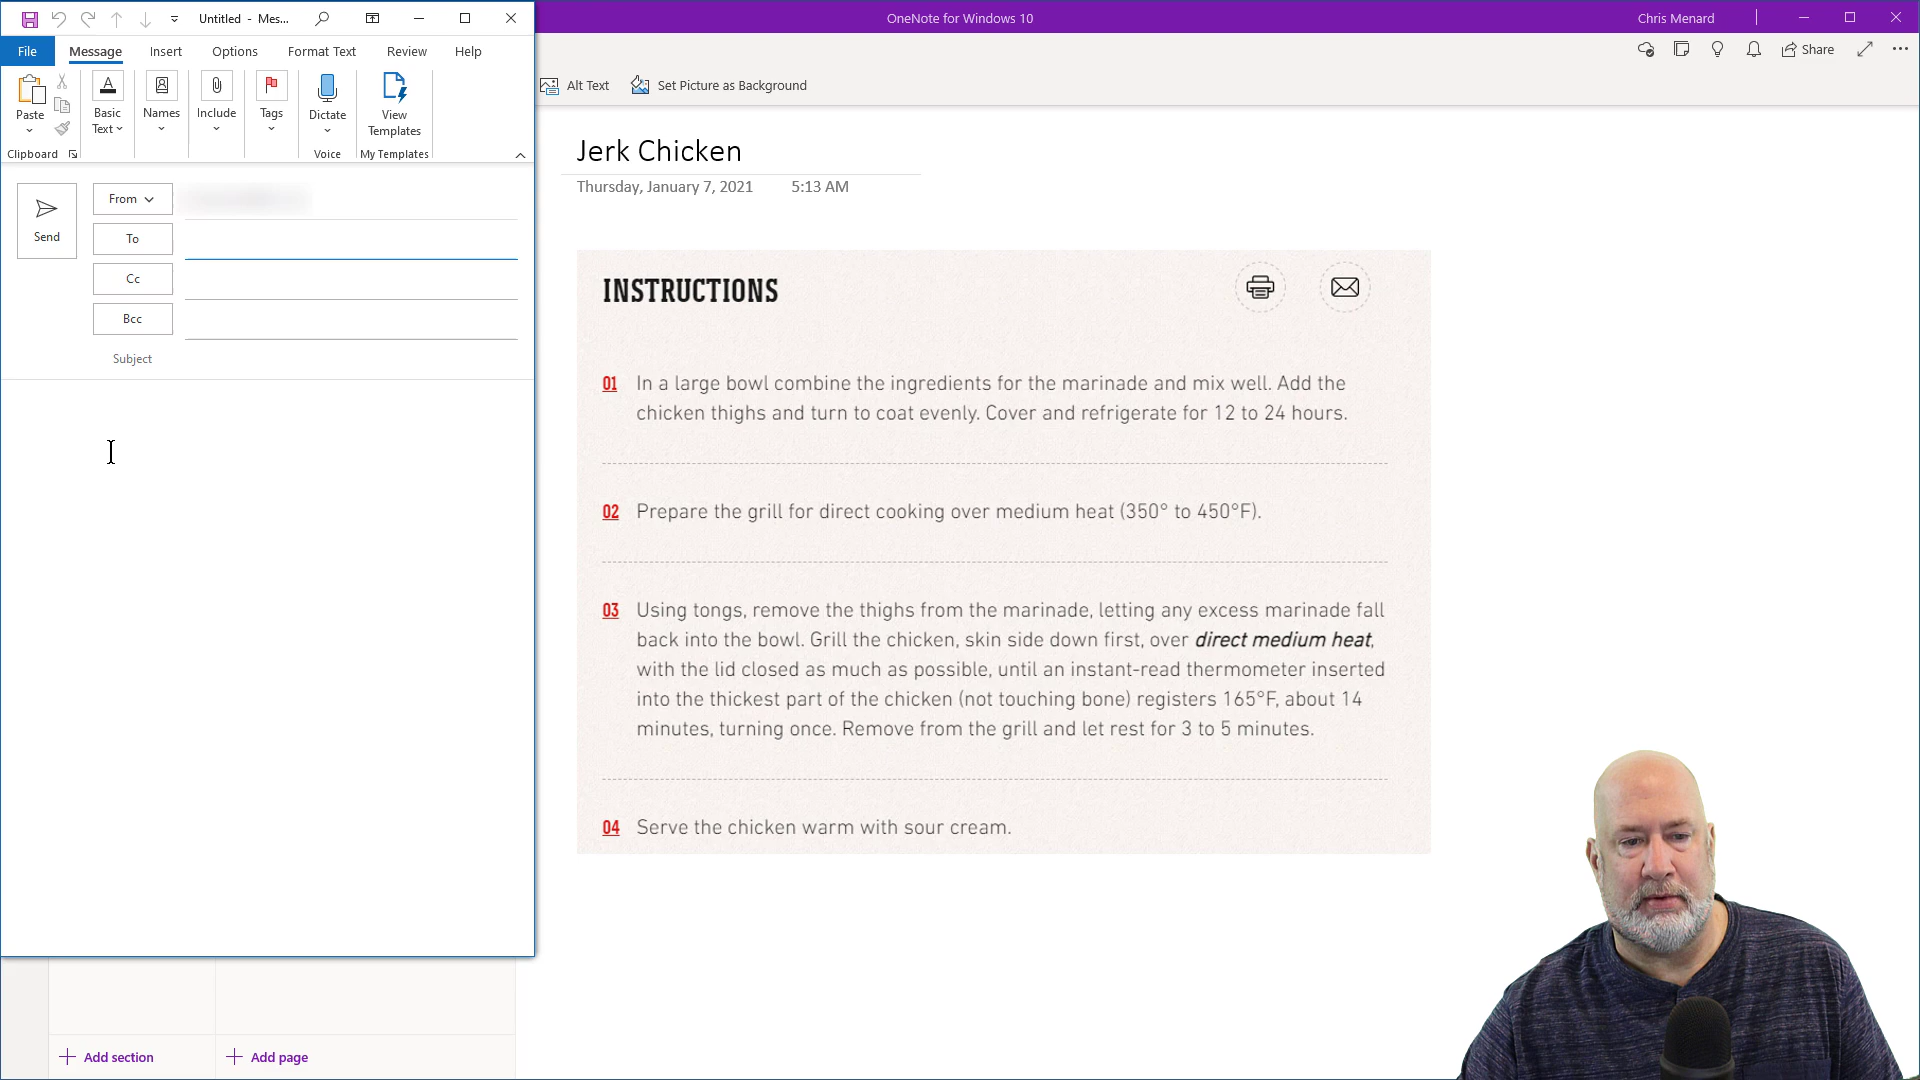 Untitled - Mes...
File Message Insert Options Format Text Review Help
Paste
Basic Text
Names
Include
Tags
Dictate
View Templates
Clipboard
Voice
My Templates
Send
From
To
Cc
Bcc
Subject
OneNote for Windows 10
Chris Menard
Share
Alt Text
Set Picture as Background
Jerk Chicken
Thursday, January 7, 2021 5:13 AM
INSTRUCTIONS
01 In a large bowl combine the ingredients for the marinade and mix well. Add the
chicken thighs and turn to coat evenly. Cover and refrigerate for 12 to 24 hours.
02 Prepare the grill for direct cooking over medium heat (350° to 450°F).
03 Using tongs, remove the thighs from the marinade, letting any excess marinade fall
back into the bowl. Grill the chicken, skin side down first, over direct medium heat,
with the lid closed as much as possible, until an instant-read thermometer inserted
into the thickest part of the chicken (not touching bone) registers 165°F, about 14
minutes, turning once. Remove from the grill and let rest for 3 to 5 minutes.
04 Serve the chicken warm with sour cream.
Add section
Add page